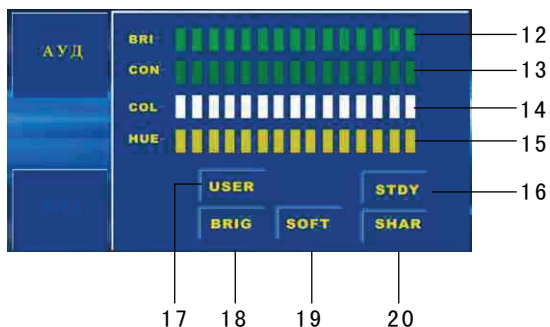 АУД
BRI 12
CON 13
COL 14
HUE 15
USER STDY 16
BRIG SOFT SHAR
17 18 19 20